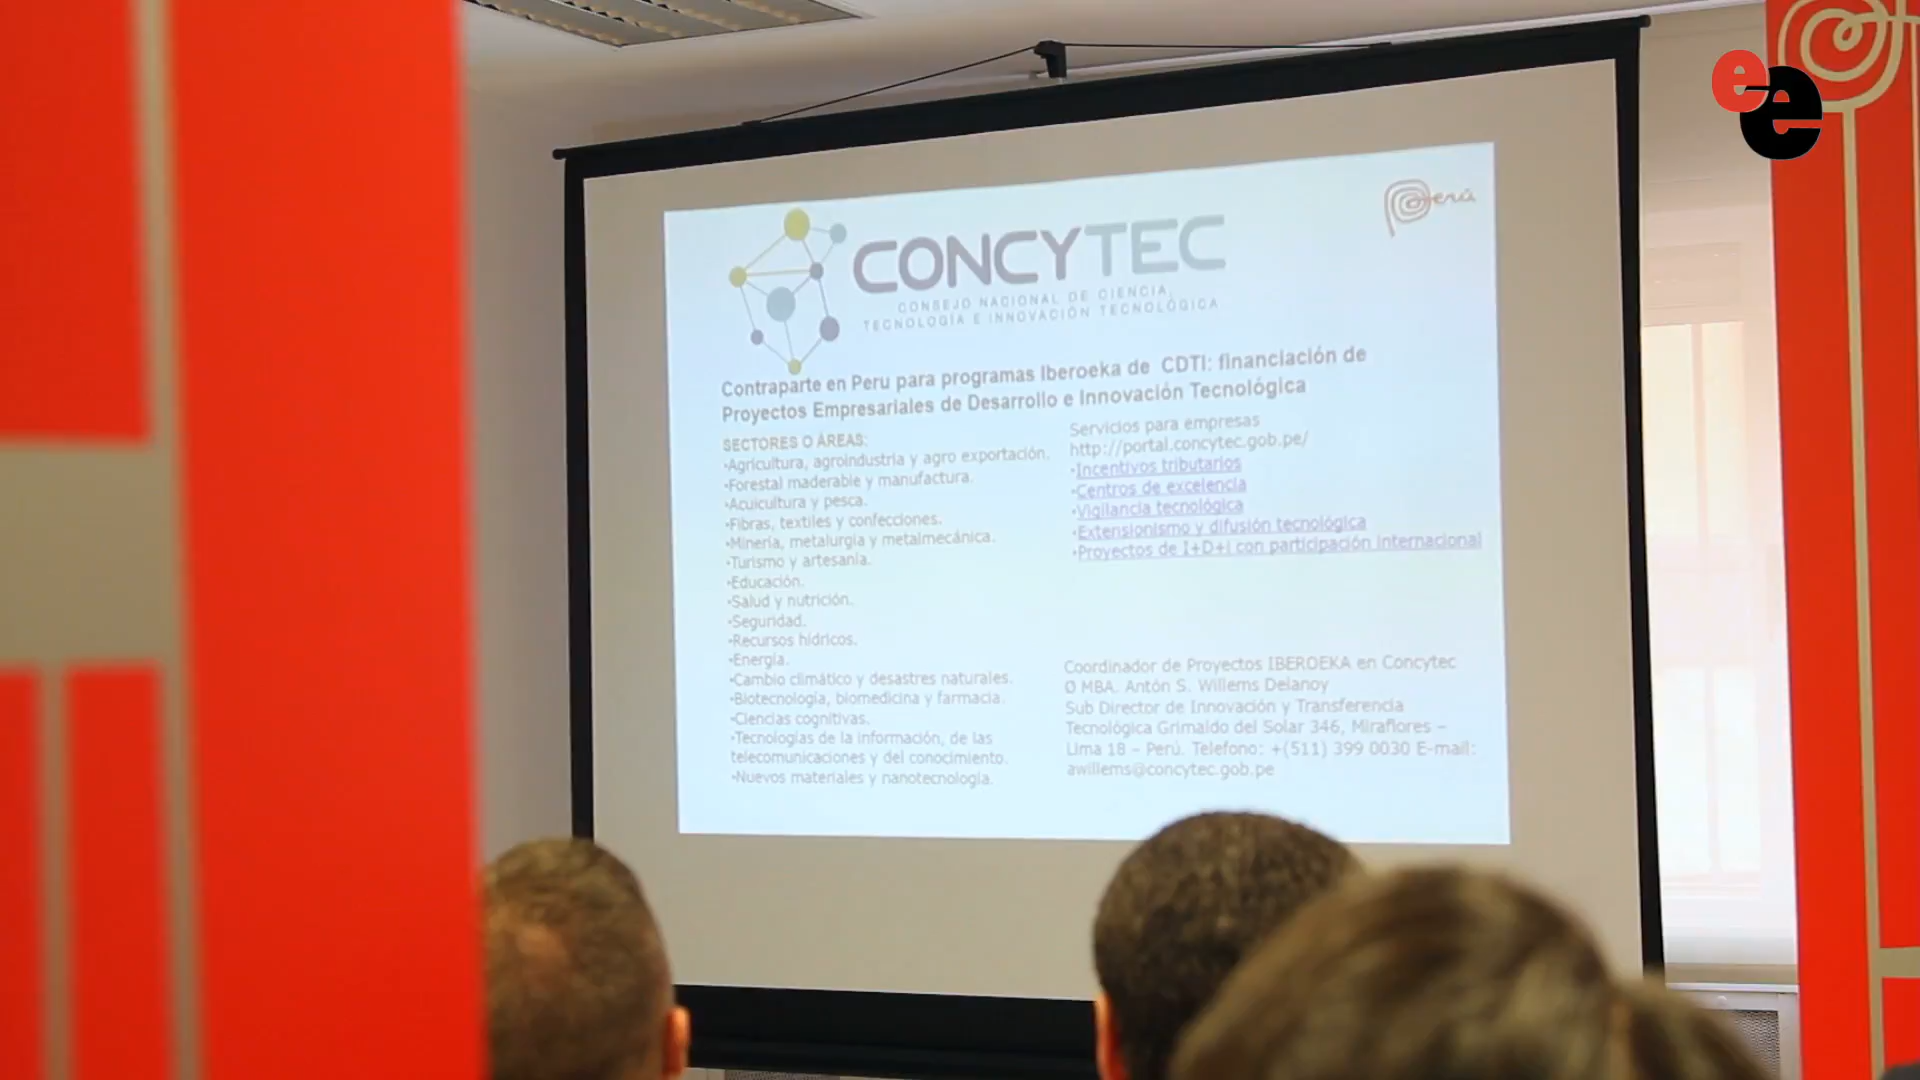 ee
Perú
CONCYTEC
CONSEJO NACIONAL DE CIENCIA,
TECNOLOGÍA E INNOVACIÓN TECNOLÓGICA
Contraparte en Peru para programas Iberoeka de CDTI: financiación de
Proyectos Empresariales de Desarrollo e Innovación Tecnológica
SECTORES O ÁREAS:
•Agricultura, agroindustria y agro exportación.
•Forestal maderable y manufactura.
•Acuicultura y pesca.
•Fibras, textiles y confecciones.
•Minería, metalurgia y metalmecánica.
•Turismo y artesanía.
•Educación.
•Salud y nutrición.
•Seguridad.
•Recursos hídricos.
•Energía.
•Cambio climático y desastres naturales.
•Biotecnología, biomedicina y farmacia.
•Ciencias cognitivas.
•Tecnologías de la información, de las
telecomunicaciones y del conocimiento.
•Nuevos materiales y nanotecnología.
Servicios para empresas
http://portal.concytec.gob.pe/
•Incentivos tributarios
•Centros de excelencia
•Vigilancia tecnológica
•Extensionismo y difusión tecnológica
•Proyectos de I+D+i con participación internacional
Coordinador de Proyectos IBEROEKA en Concytec
Ø MBA. Antón S. Willems Delanoy
Sub Director de Innovación y Transferencia
Tecnológica Grimaldo del Solar 346, Miraflores –
Lima 18 – Perú. Telefono: +(511) 399 0030 E-mail:
awillems@concytec.gob.pe